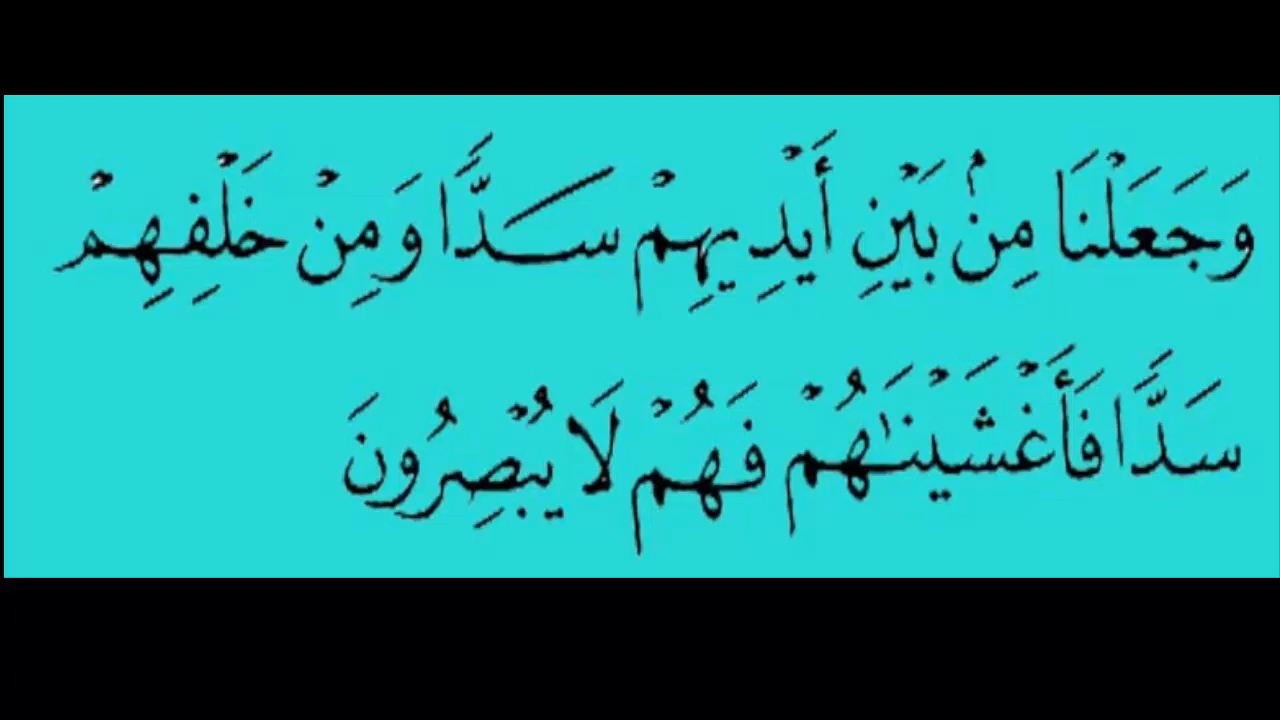 وَجَعَلْنَا مِنۢ بَيْنِ أَيْدِيهِمْ سَدًّا وَمِنْ خَلْفِهِمْ
سَدًّا فَأَغْشَيْنَـٰهُمْ فَهُمْ لَا يُبْصِرُونَ